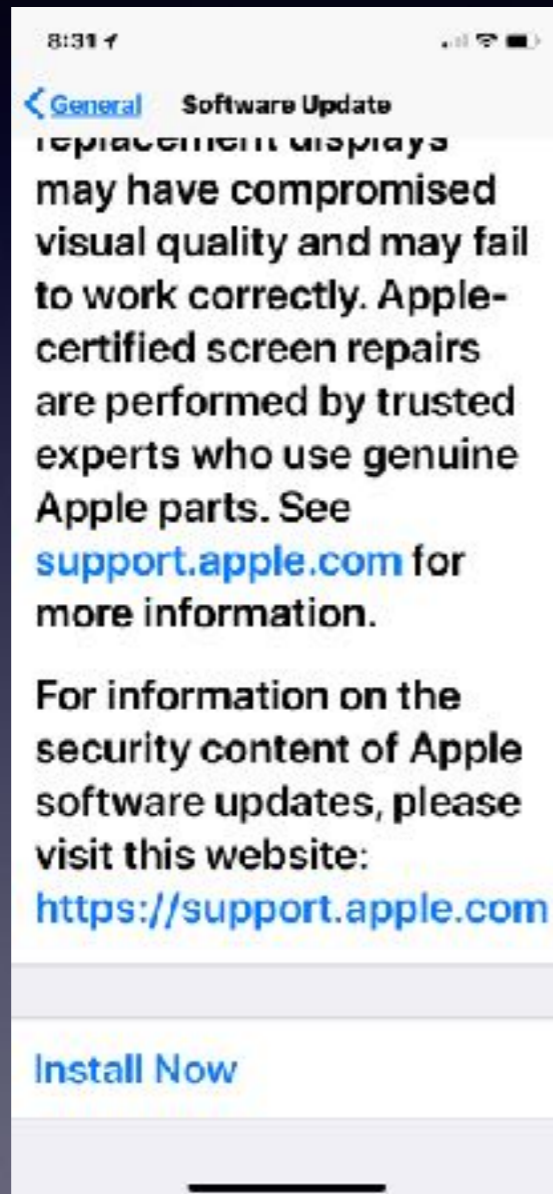 8:31
General
Software Update
replacement displays
may have compromised
visual quality and may fail
to work correctly. Apple-
certified screen repairs
are performed by trusted
experts who use genuine
Apple parts. See
support.apple.com for
more information.
For information on the
security content of Apple
software updates, please
visit this website:
https://support.apple.com
Install Now